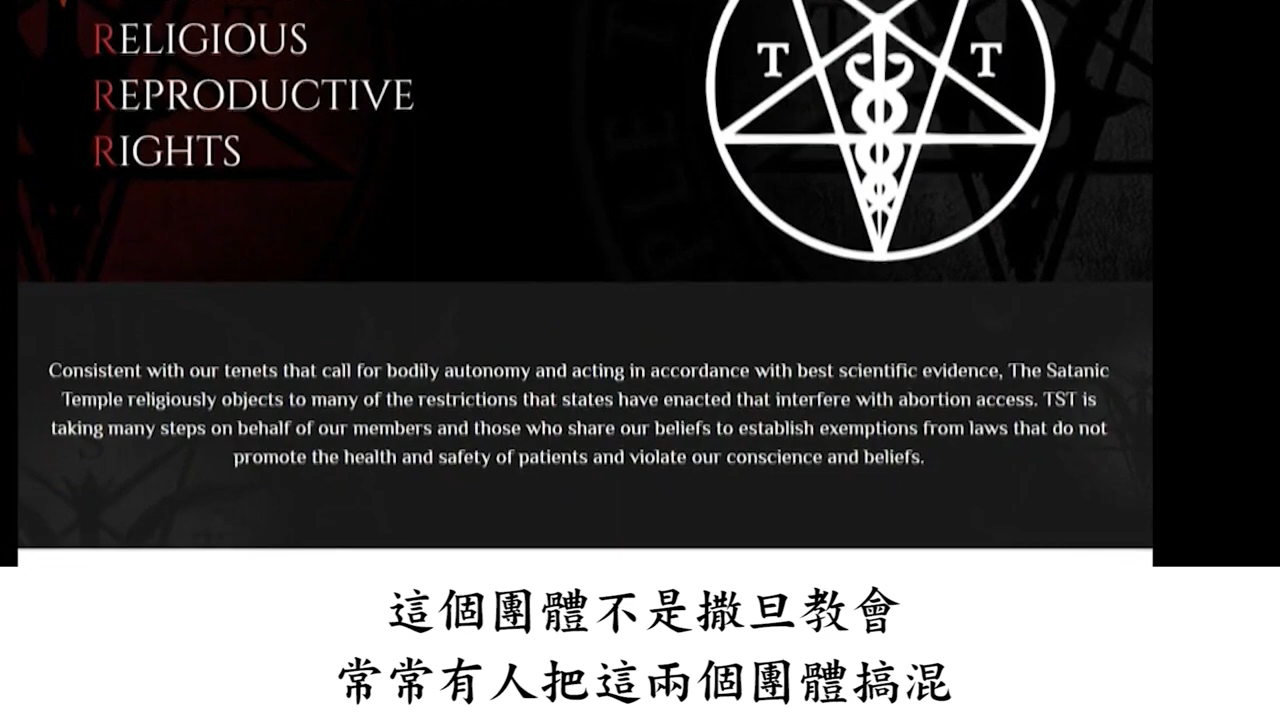 RELIGIOUS
REPRODUCTIVE
RIGHTS
T T
Consistent with our tenets that call for bodily autonomy and acting in accordance with best scientific evidence, The Satanic
Temple religiously objects to many of the restrictions that states have enacted that interfere with abortion access. TST is
taking many steps on behalf of our members and those who share our beliefs to establish exemptions from laws that do not
promote the health and safety of patients and violate our conscience and beliefs.
這個團體不是撒旦教會
常常有人把這兩個團體搞混